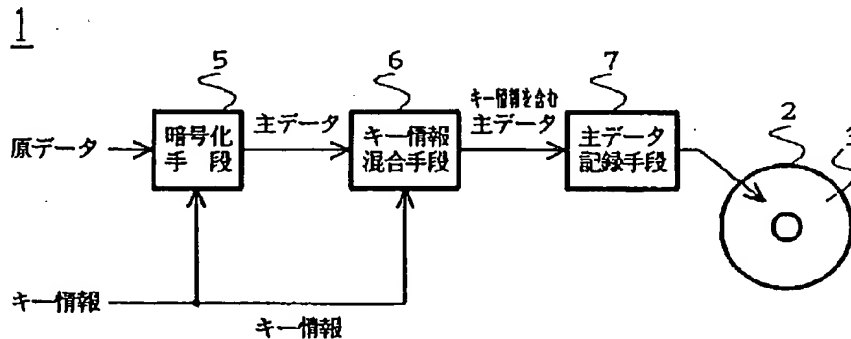 1
5
6
7
2
原データ
暗号化
手 段
主データ
キー情報
混合手段
キー情報を含む
主データ
主データ
記録手段
キー情報
キー情報